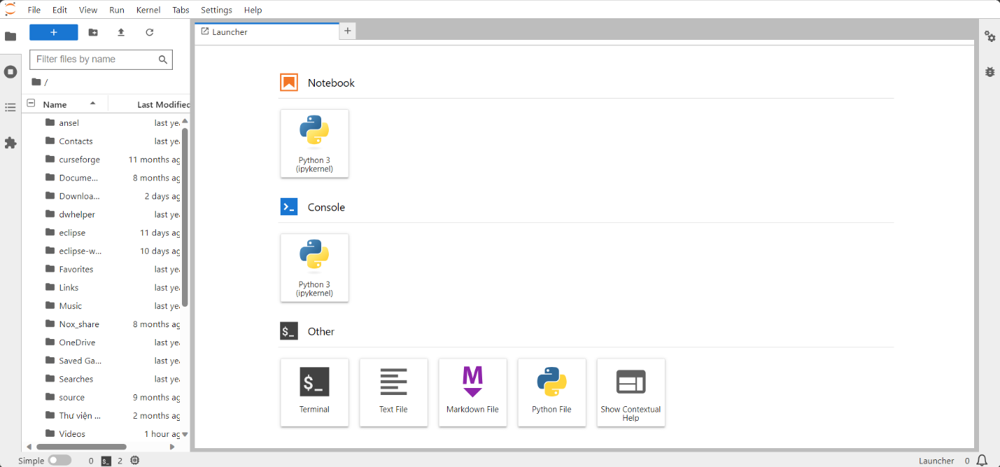 File Edit View Run Kernel Tabs Settings Help
+
Launcher
+
Filter files by name
/
Name Last Modified
ansel last ye
Contacts last ye
curseforge 11 months ag
Docume... 8 months ag
Downloa... 2 days ag
dwhelper last ye
eclipse 11 days ag
eclipse-w... 10 days ag
Favorites last ye
Links last ye
Music last ye
Nox_share 8 months ag
OneDrive last ye
Saved Ga... last ye
Searches last ye
source 9 months ag
Thư viện ... 2 months ag
Videos 1 hour ag
Notebook
Python 3
(ipykernel)
>_ Console
Python 3
(ipykernel)
$_ Other
$_
Terminal
Text File
M
Markdown File
Python File
Show Contextual
Help
Simple 0 $_ 2
Launcher 0